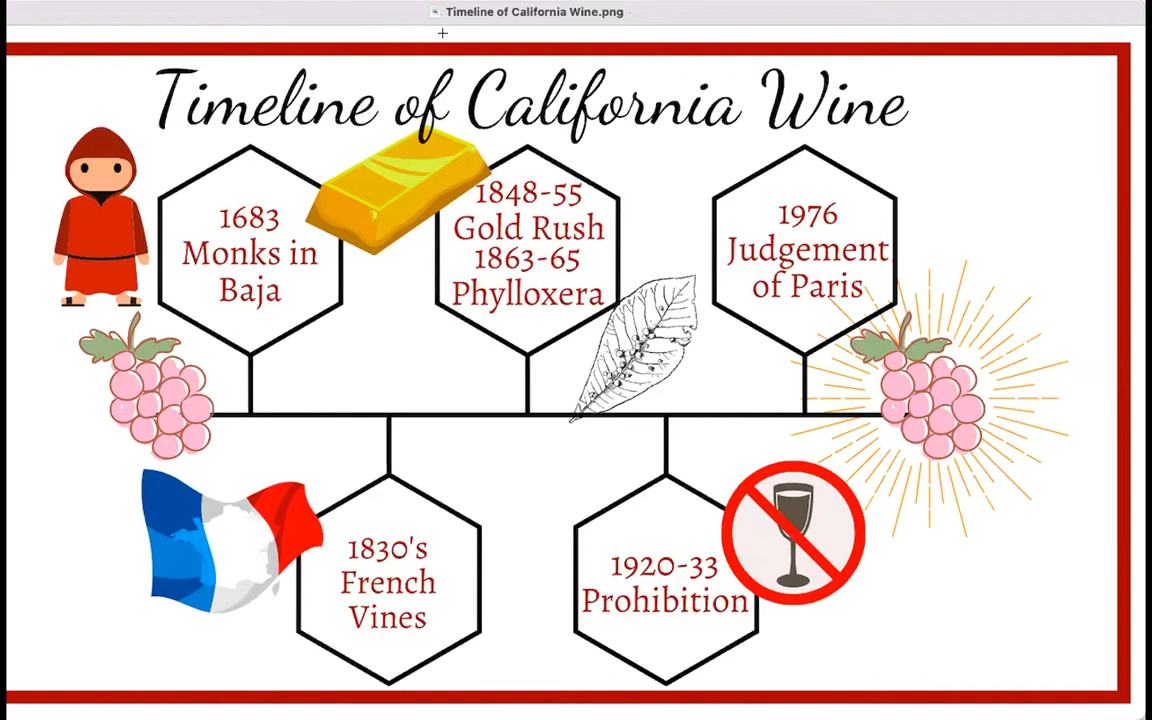 Timeline of California Wine.png
Timeline of California Wine
1683
Monks in
Baja
1848-55
Gold Rush
1863-65
Phylloxera
1976
Judgement
of Paris
1830's
French
Vines
1920-33
Prohibition